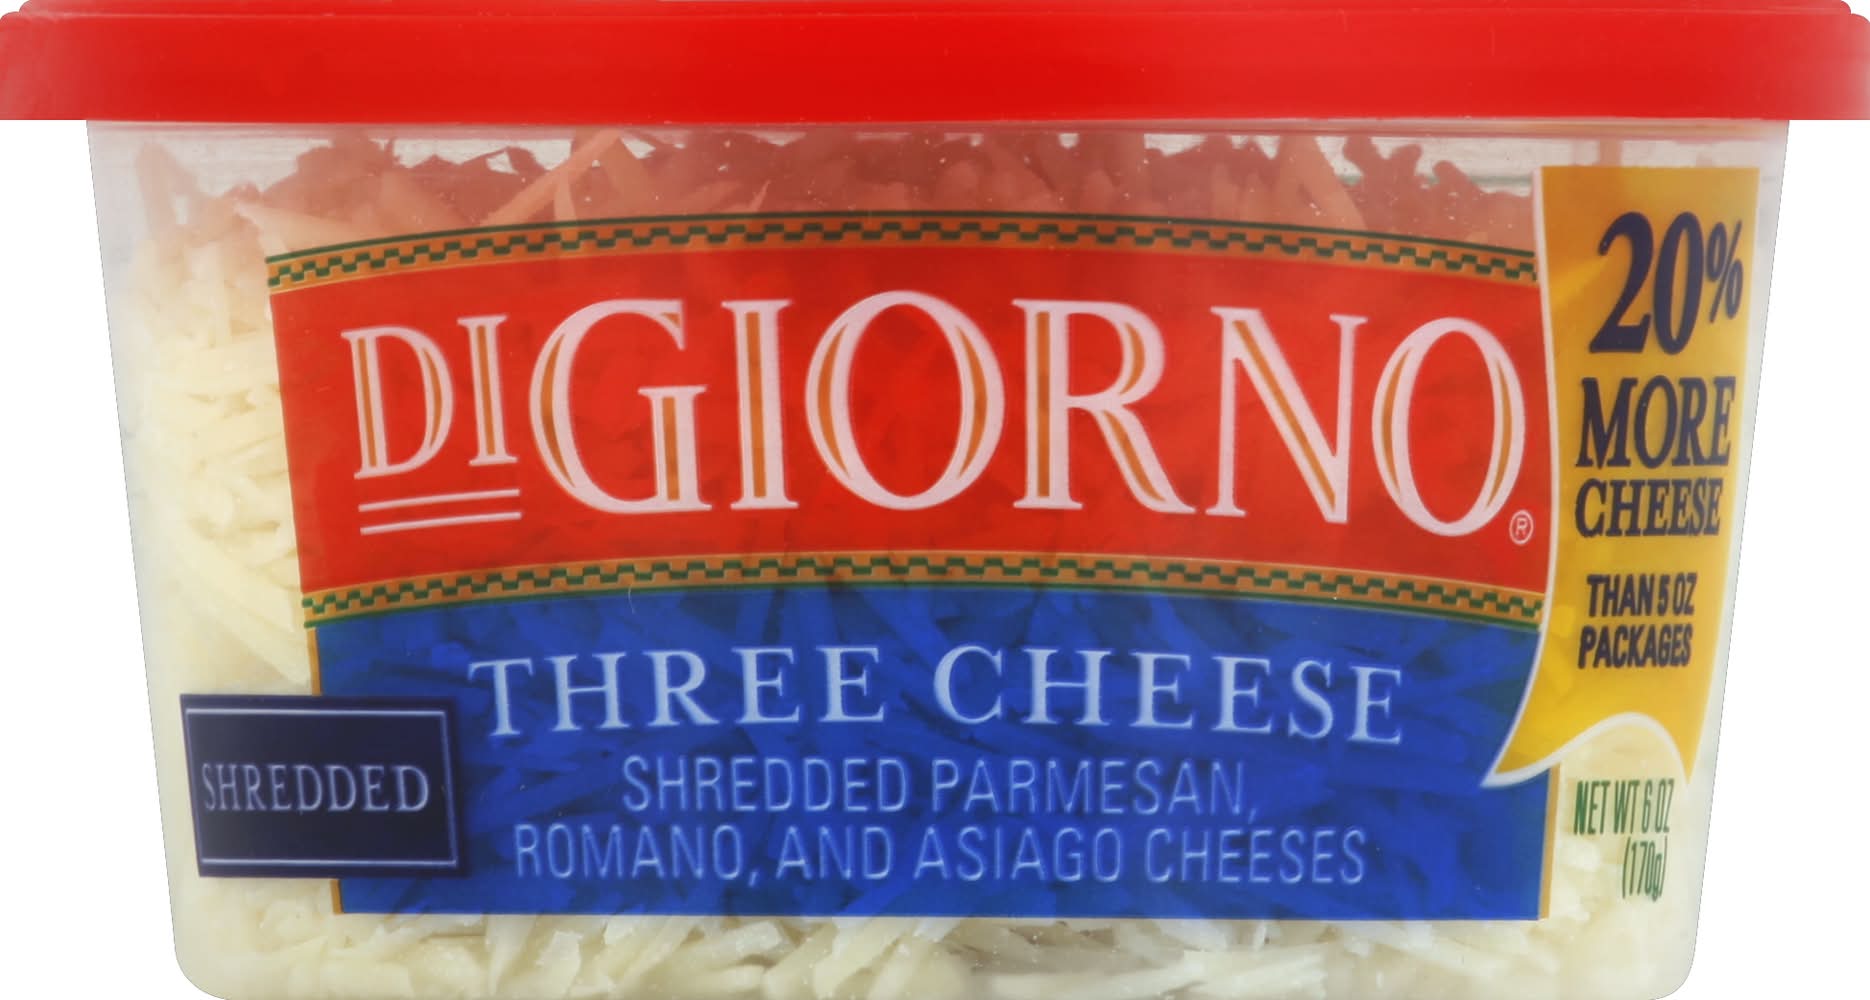 DIGIORNO®
THREE CHEESE
SHREDDED PARMESAN,
ROMANO, AND ASIAGO CHEESES
SHREDDED
20%
MORE
CHEESE
THAN 5 OZ
PACKAGES
NET WT 6 OZ
(170g)